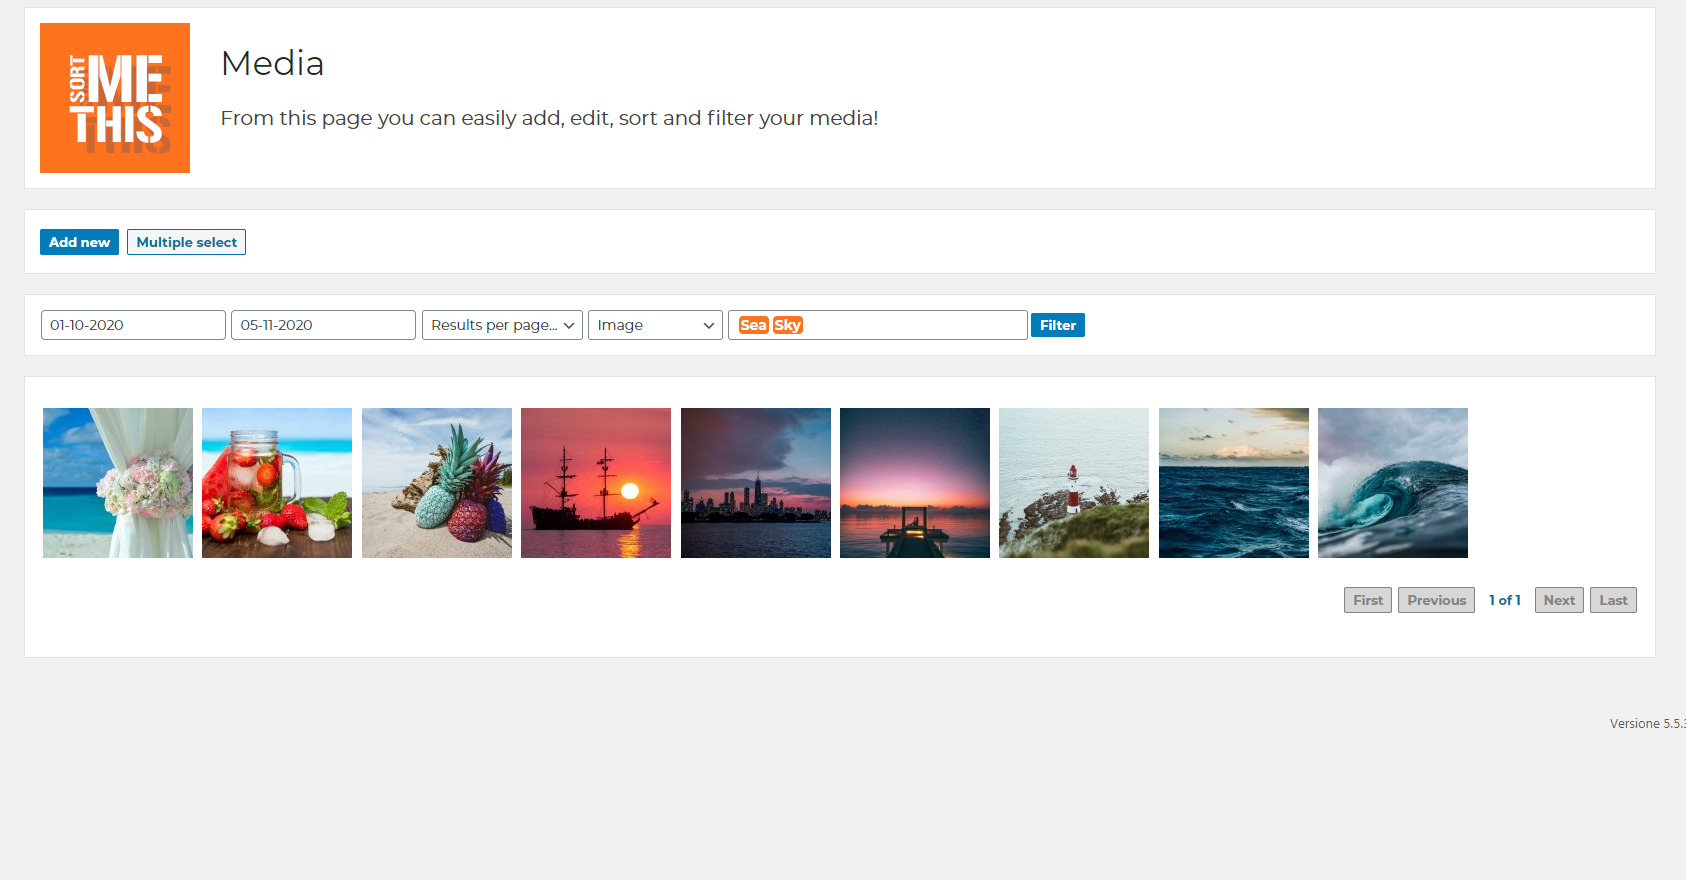 SORT
ME
THIS
Media
From this page you can easily add, edit, sort and filter your media!
Add new Multiple select
01-10-2020 05-11-2020 Results per page... Image Sea Sky Filter
First Previous 1 of 1 Next Last
Versione 5.5.3